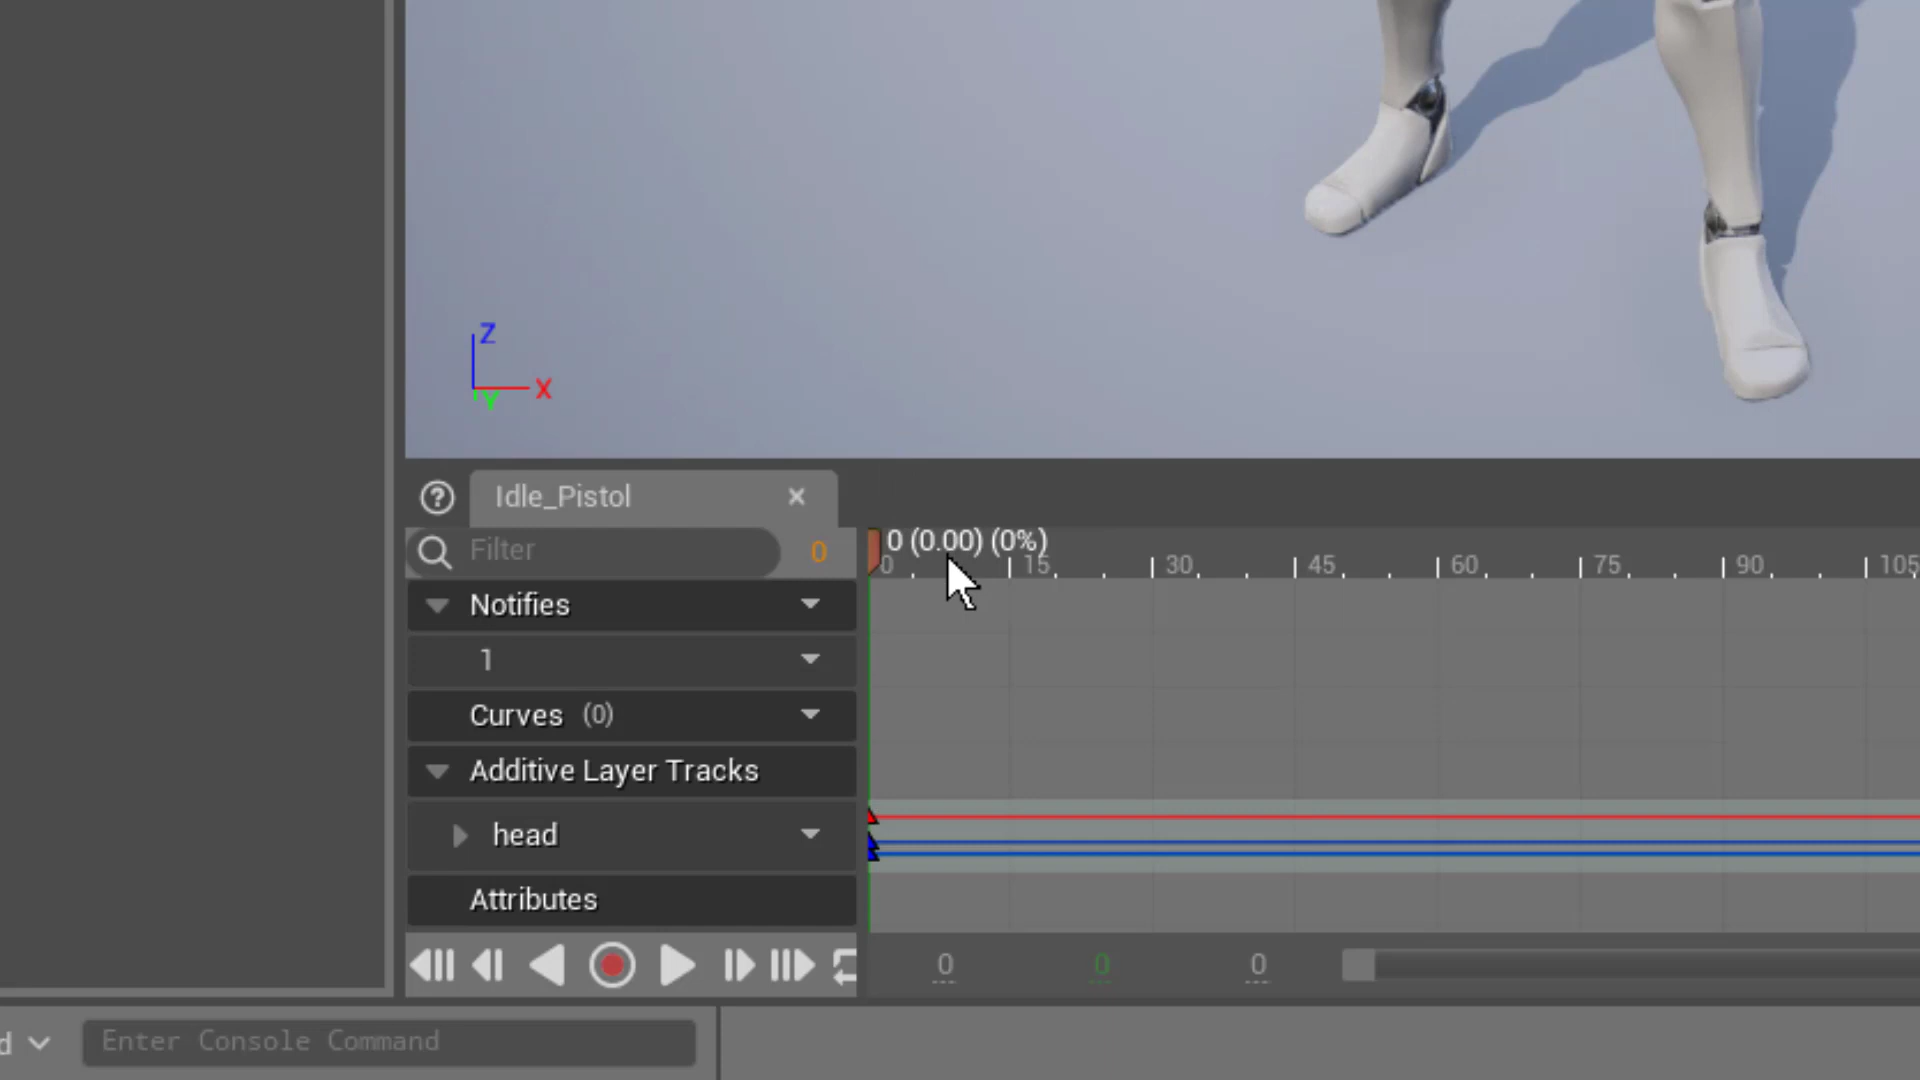 Z
X
Y
Idle_Pistol
Filter
0
0 (0.00) (0%)
0 15 30 45 60 75 90 105
Notifies
1
Curves (0)
Additive Layer Tracks
head
Attributes
0 0 0
d
Enter Console Command